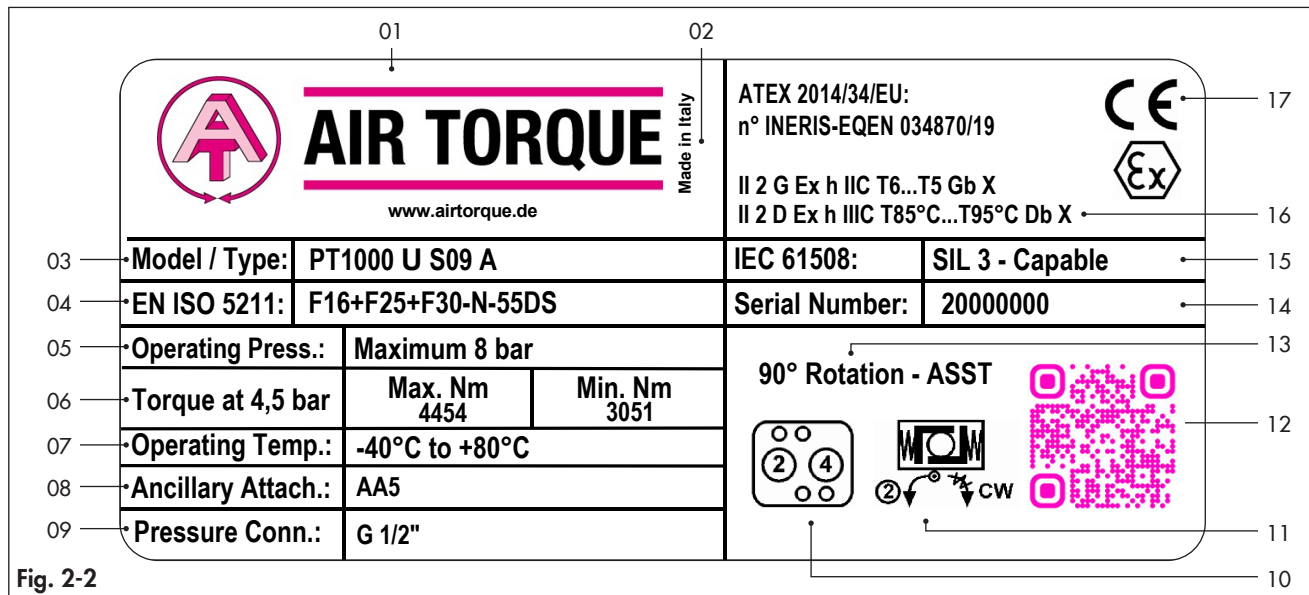 01
02
AT
AIR TORQUE
Made in Italy
www.airtorque.de
ATEX 2014/34/EU:
n° INERIS-EQEN 034870/19
II 2 G Ex h IIC T6...T5 Gb X
II 2 D Ex h IIIC T85°C...T95°C Db X
CE
Ex
17
16
03
Model / Type: PT1000 U S09 A
IEC 61508: SIL 3 - Capable
15
04
EN ISO 5211: F16+F25+F30-N-55DS
Serial Number: 20000000
14
05
Operating Press.: Maximum 8 bar
06
Torque at 4,5 bar
Max. Nm
4454
Min. Nm
3051
07
Operating Temp.: -40°C to +80°C
08
Ancillary Attach.: AA5
09
Pressure Conn.: G 1/2"
13
90° Rotation - ASST
2 4
2 CW
12
11
10
Fig. 2-2